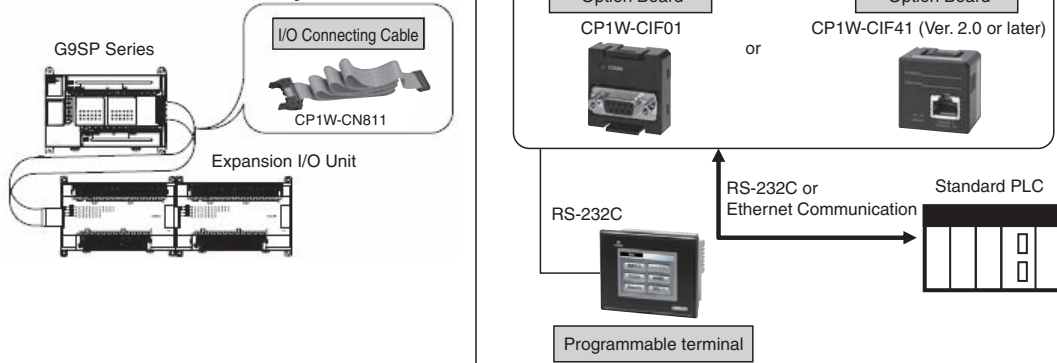 G9SP Series
I/O Connecting Cable
CP1W-CN811
Expansion I/O Unit
Option Board
CP1W-CIF01
or
Option Board
CP1W-CIF41 (Ver. 2.0 or later)
RS-232C
RS-232C or
Ethernet Communication
Standard PLC
Programmable terminal